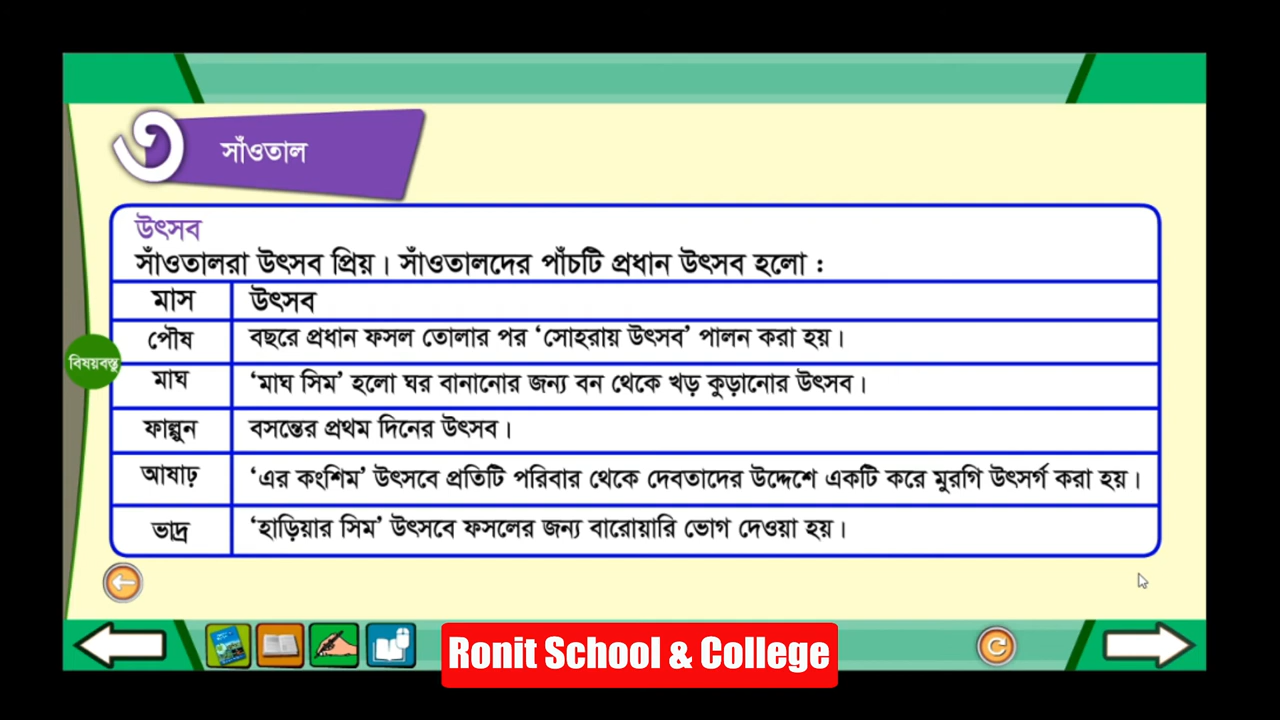 ৩ সাঁওতাল
উৎসব
সাঁওতালরা উৎসব প্রিয়। সাঁওতালদের পাঁচটি প্রধান উৎসব হলো :
মাস উৎসব
পৌষ বছরে প্রধান ফসল তোলার পর ‘সোহরায় উৎসব’ পালন করা হয়।
বিষয়বস্তু
মাঘ ‘মাঘ সিম’ হলো ঘর বানানোর জন্য বন থেকে খড় কুড়ানোর উৎসব।
ফাল্গুন বসন্তের প্রথম দিনের উৎসব।
আষাঢ় ‘এর কংশিম’ উৎসবে প্রতিটি পরিবার থেকে দেবতাদের উদ্দেশে একটি করে মুরগি উৎসর্গ করা হয়।
ভাদ্র ‘হাড়িয়ার সিম’ উৎসবে ফসলের জন্য বারোয়ারি ভোগ দেওয়া হয়।
Ronit School & College